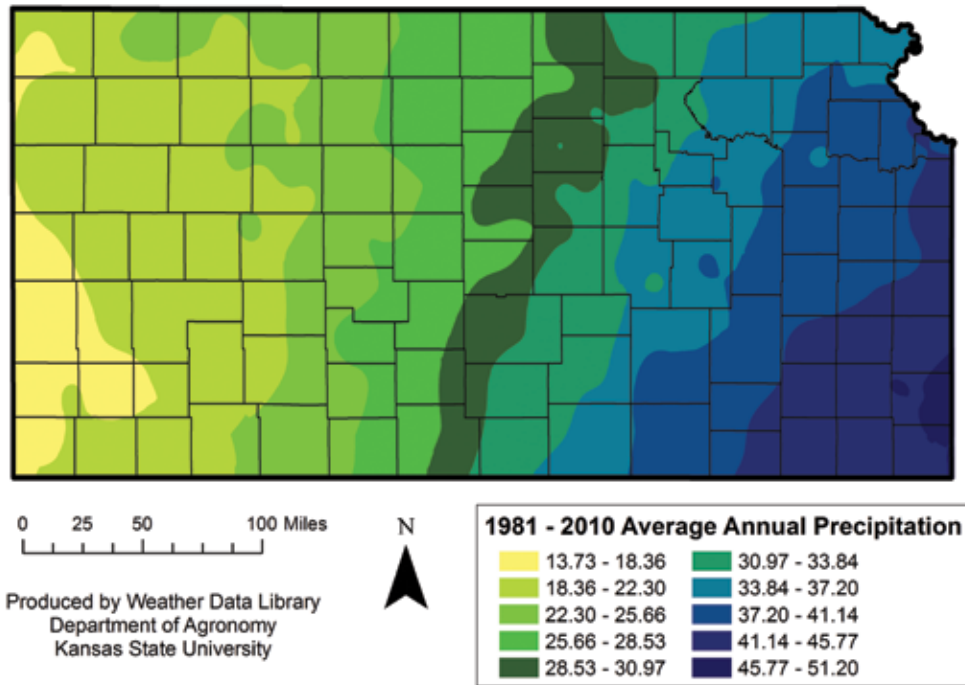 0 25 50 100 Miles
N
Produced by Weather Data Library
Department of Agronomy
Kansas State University
1981 - 2010 Average Annual Precipitation
13.73 - 18.36
18.36 - 22.30
22.30 - 25.66
25.66 - 28.53
28.53 - 30.97
30.97 - 33.84
33.84 - 37.20
37.20 - 41.14
41.14 - 45.77
45.77 - 51.20